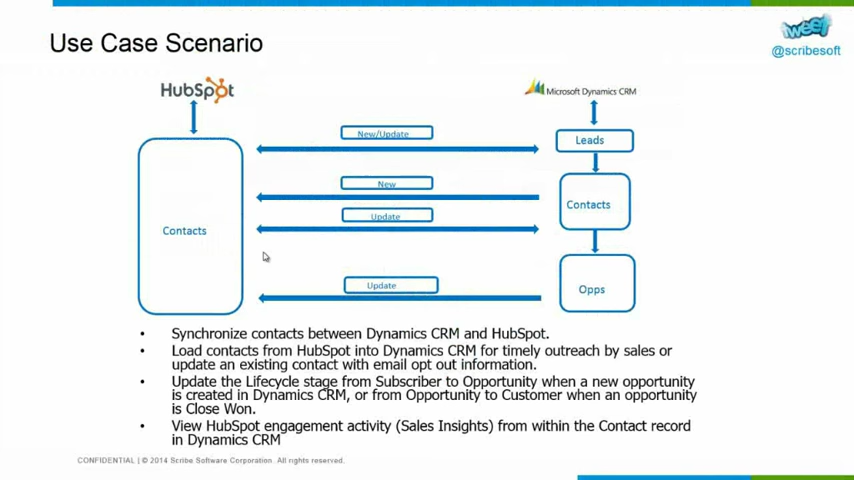 Use Case Scenario
tweet
@scribesoft
HubSpot
Microsoft Dynamics CRM
New/Update
Leads
New
Contacts
Update
Contacts
Update
Opps
• Synchronize contacts between Dynamics CRM and HubSpot.
• Load contacts from HubSpot into Dynamics CRM for timely outreach by sales or
update an existing contact with email opt out information.
• Update the Lifecycle stage from Subscriber to Opportunity when a new opportunity
is created in Dynamics CRM, or from Opportunity to Customer when an opportunity
is Close Won.
• View HubSpot engagement activity (Sales Insights) from within the Contact record
in Dynamics CRM
CONFIDENTIAL | © 2014 Scribe Software Corporation. All rights reserved.